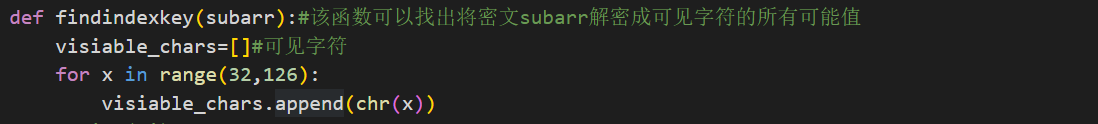 def findindexkey(subarr):#该函数可以找出将密文subarr解密成可见字符的所有可能值
    visiable_chars=[]#可见字符
    for x in range(32,126):
        visiable_chars.append(chr(x))